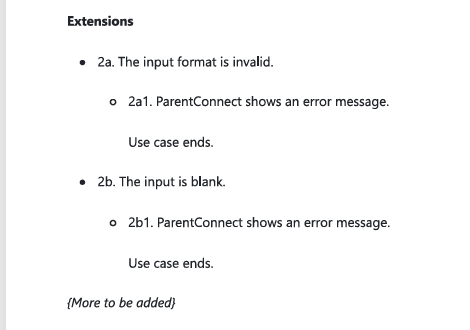 Extensions
• 2a. The input format is invalid.
o 2a1. ParentConnect shows an error message.
Use case ends.
• 2b. The input is blank.
o 2b1. ParentConnect shows an error message.
Use case ends.
{More to be added}